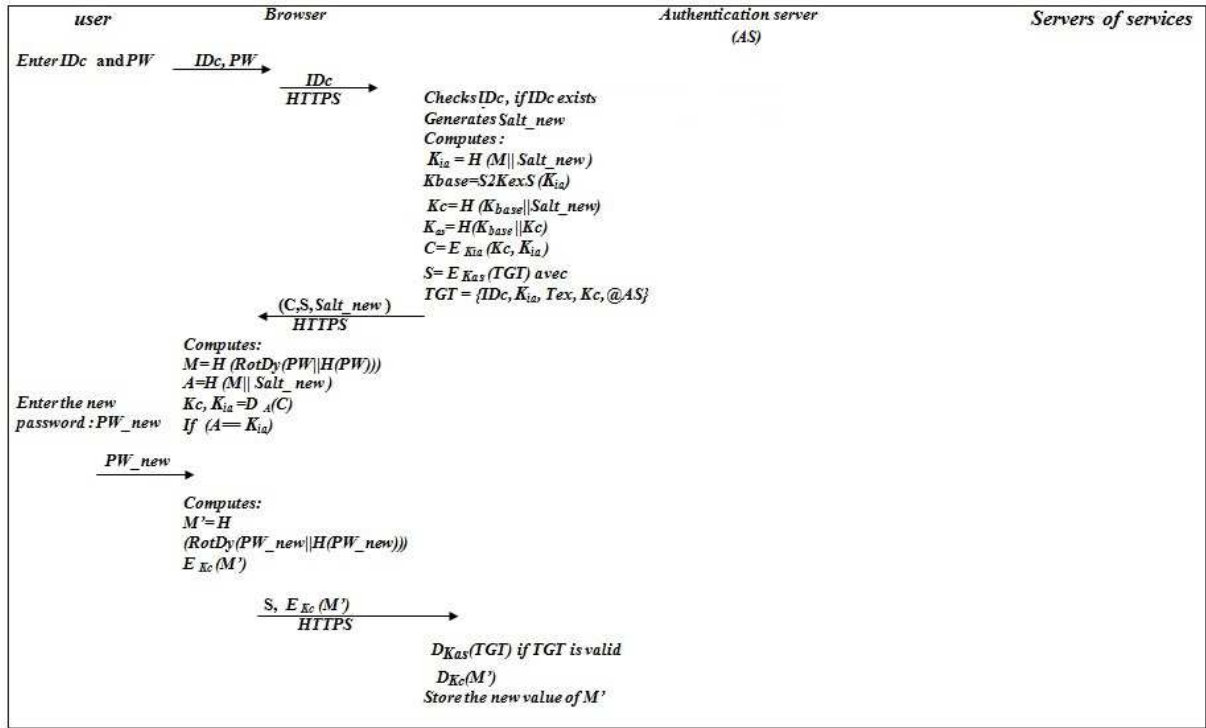 user
Browser
Authentication server
(AS)
Servers of services
Enter IDc and PW
IDc, PW
IDc
HTTPS
Checks IDc, if IDc exists
Generates Salt_new
Computes :
Kia = H (M|| Salt_new)
Kbase=S2KexS (Kia)
Kc= H (Kbase||Salt_new)
Kas= H(Kbase||Kc)
C= E Kia (Kc, Kia)
S= E Kas (TGT) avec
TGT = {IDc, Kia, Tex, Kc, @AS}
(C,S, Salt_new )
HTTPS
Computes:
M= H (RotDy(PW||H(PW)))
A=H (M|| Salt_ new )
Kc, Kia =D A(C)
If (A== Kia)
Enter the new
password : PW_new
PW_new
Computes:
M’= H
(RotDy(PW_new||H(PW_new)))
E Kc (M’)
S, E Kc (M’)
HTTPS
DKas(TGT) if TGT is valid
DKc(M’)
Store the new value of M’